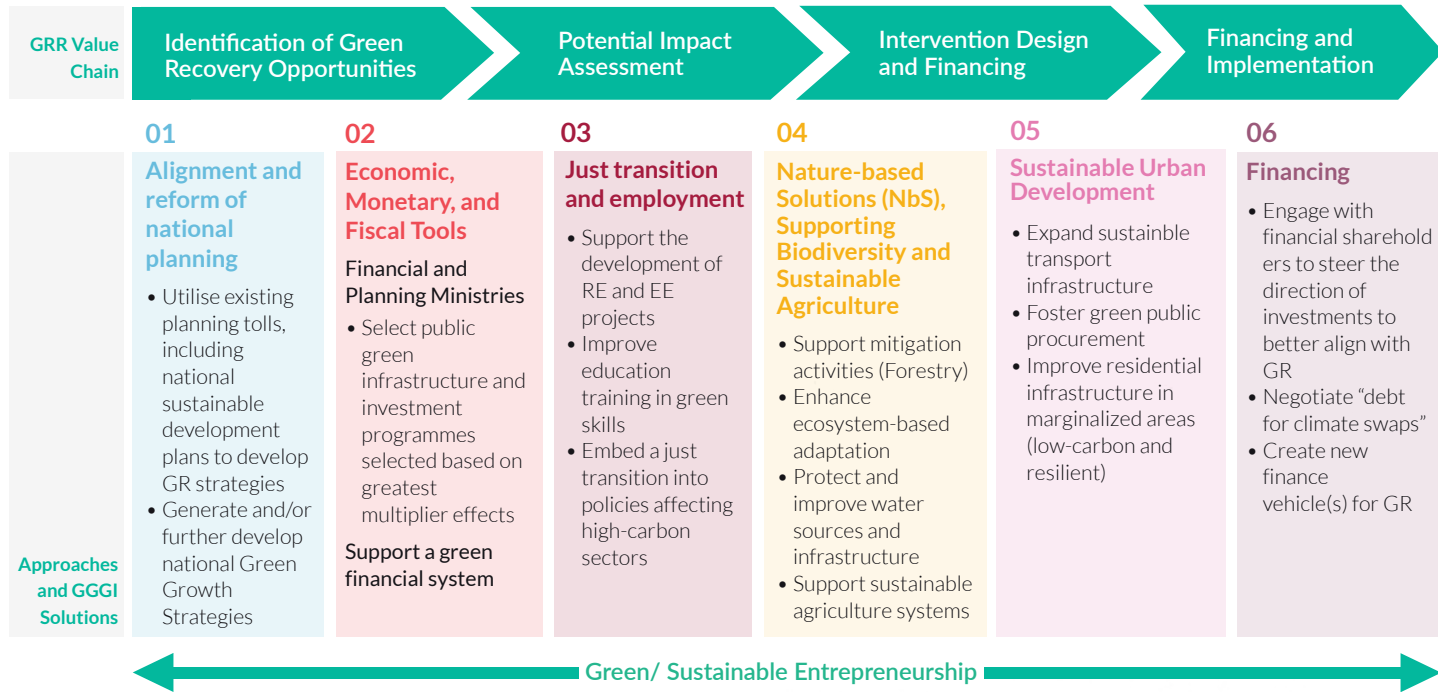 GRR Value
Chain
Identification of Green
Recovery Opportunities
Potential Impact
Assessment
Intervention Design
and Financing
Financing and
Implementation
Approaches
and GGGI
Solutions
01
Alignment and
reform of
national
planning
• Utilise existing
planning tolls,
including
national
sustainable
development
plans to develop
GR strategies
• Generate and/or
further develop
national Green
Growth
Strategies
02
Economic,
Monetary, and
Fiscal Tools
Financial and
Planning Ministries
• Select public
green
infrastructure and
investment
programmes
selected based on
greatest
multiplier effects
Support a green
financial system
03
Just transition
and employment
• Support the
development of
RE and EE
projects
• Improve
education
training in green
skills
• Embed a just
transition into
policies affecting
high-carbon
sectors
04
Nature-based
Solutions (NbS),
Supporting
Biodiversity and
Sustainable
Agriculture
• Support mitigation
activities (Forestry)
• Enhance
ecosystem-based
adaptation
• Protect and
improve water
sources and
infrastructure
• Support sustainable
agriculture systems
05
Sustainable Urban
Development
• Expand sustainble
transport
infrastructure
• Foster green public
procurement
• Improve residential
infrastructure in
marginalized areas
(low-carbon and
resilient)
06
Financing
• Engage with
financial sharehold
ers to steer the
direction of
investments to
better align with
GR
• Negotiate “debt
for climate swaps”
• Create new
finance
vehicle(s) for GR
Green/ Sustainable Entrepreneurship